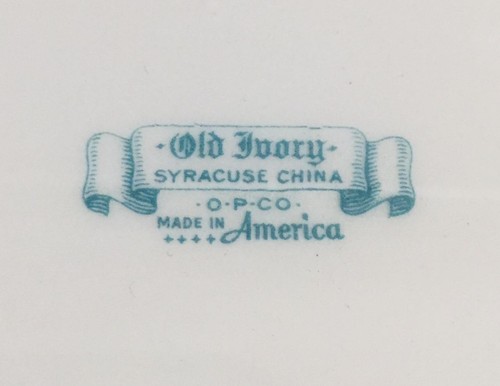 ·Old Ivory·
SYRACUSE CHINA
·O·P·CO·
MADE IN America
++++